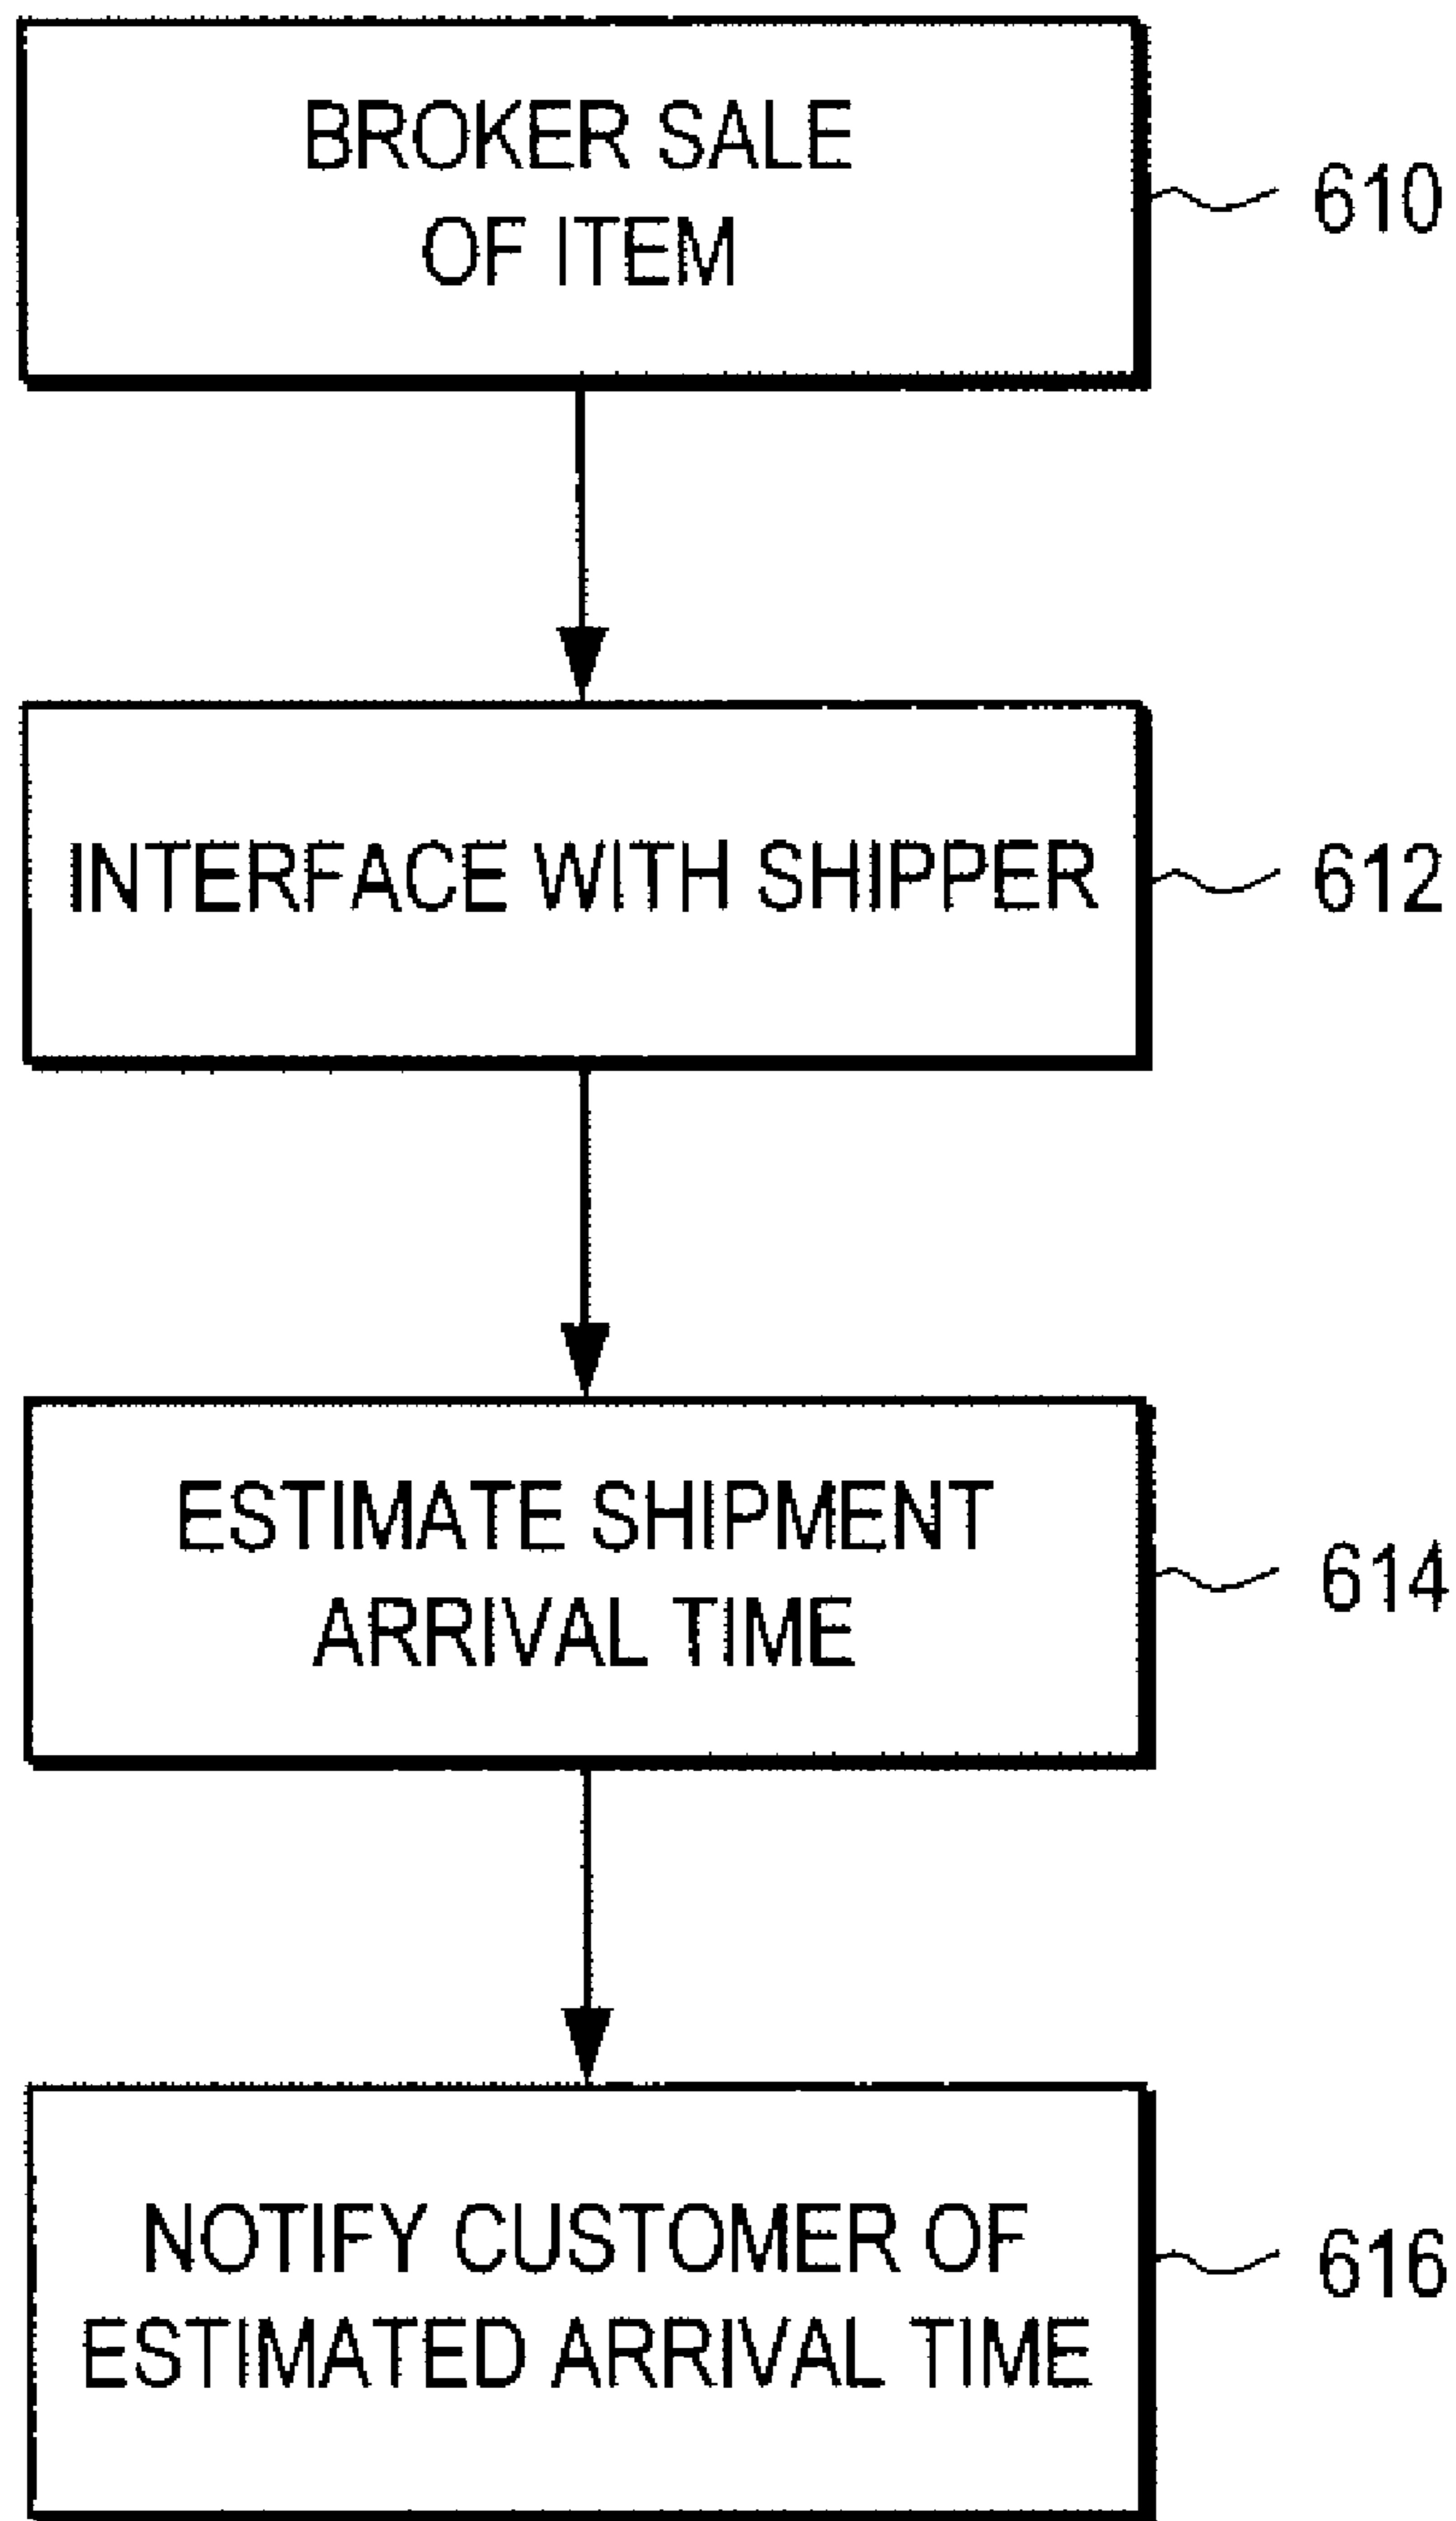 BROKER SALE
OF ITEM
610
INTERFACE WITH SHIPPER
612
ESTIMATE SHIPMENT
ARRIVAL TIME
614
NOTIFY CUSTOMER OF
ESTIMATED ARRIVAL TIME
616